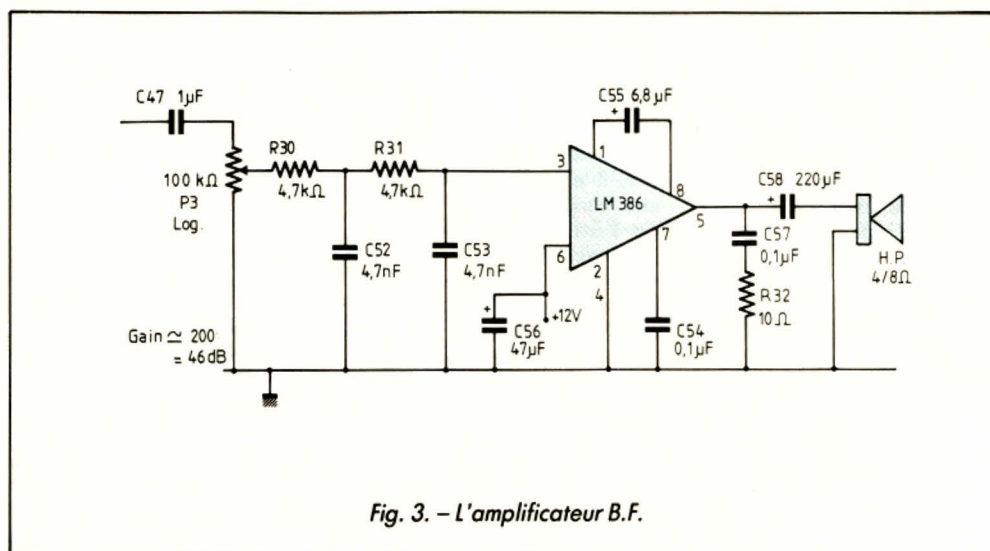 C47 1µF
100 kΩ
P3
Log.
R30
4,7kΩ
R31
4,7kΩ
C52
4,7nF
C53
4,7nF
Gain ≃ 200
= 46dB
C55 6,8µF
+
1
3
8
LM 386
5
6
7
2
4
+
+12V
C56
47µF
C54
0,1µF
C58 220µF
+
C57
0,1µF
R32
10Ω
H.P.
4/8Ω
Fig. 3. – L'amplificateur B.F.